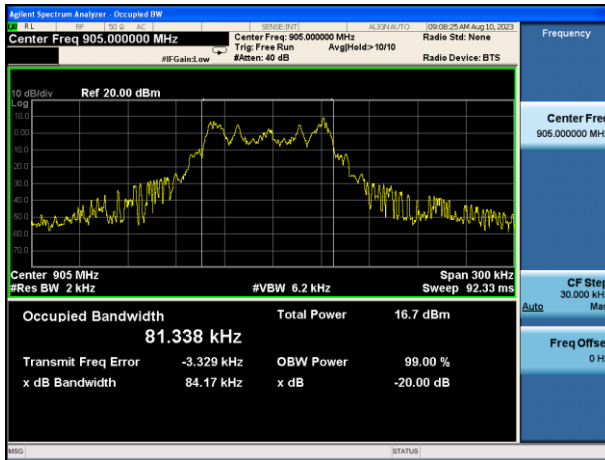 Agilent Spectrum Analyzer - Occupied BW
RL RF 50 Ω AC SENSE:INT ALIGN AUTO 09:08:25 AM Aug 10, 2023
Center Freq 905.000000 MHz
Center Freq: 905.000000 MHz Radio Std: None
Trig: Free Run Avg|Hold:>10/10
#IFGain:Low #Atten: 40 dB Radio Device: BTS
Frequency
10 dB/div Ref 20.00 dBm
Log
10.0
0.00
-10.0
-20.0
-30.0
-40.0
-50.0
-60.0
-70.0
Center Freq
905.000000 MHz
Center 905 MHz Span 300 kHz
#Res BW 2 kHz #VBW 6.2 kHz Sweep 92.33 ms
CF Step
30.000 kHz
Auto Man
Occupied Bandwidth Total Power 16.7 dBm
81.338 kHz
Transmit Freq Error -3.329 kHz OBW Power 99.00 %
x dB Bandwidth 84.17 kHz x dB -20.00 dB
Freq Offset
0 Hz
MSG STATUS